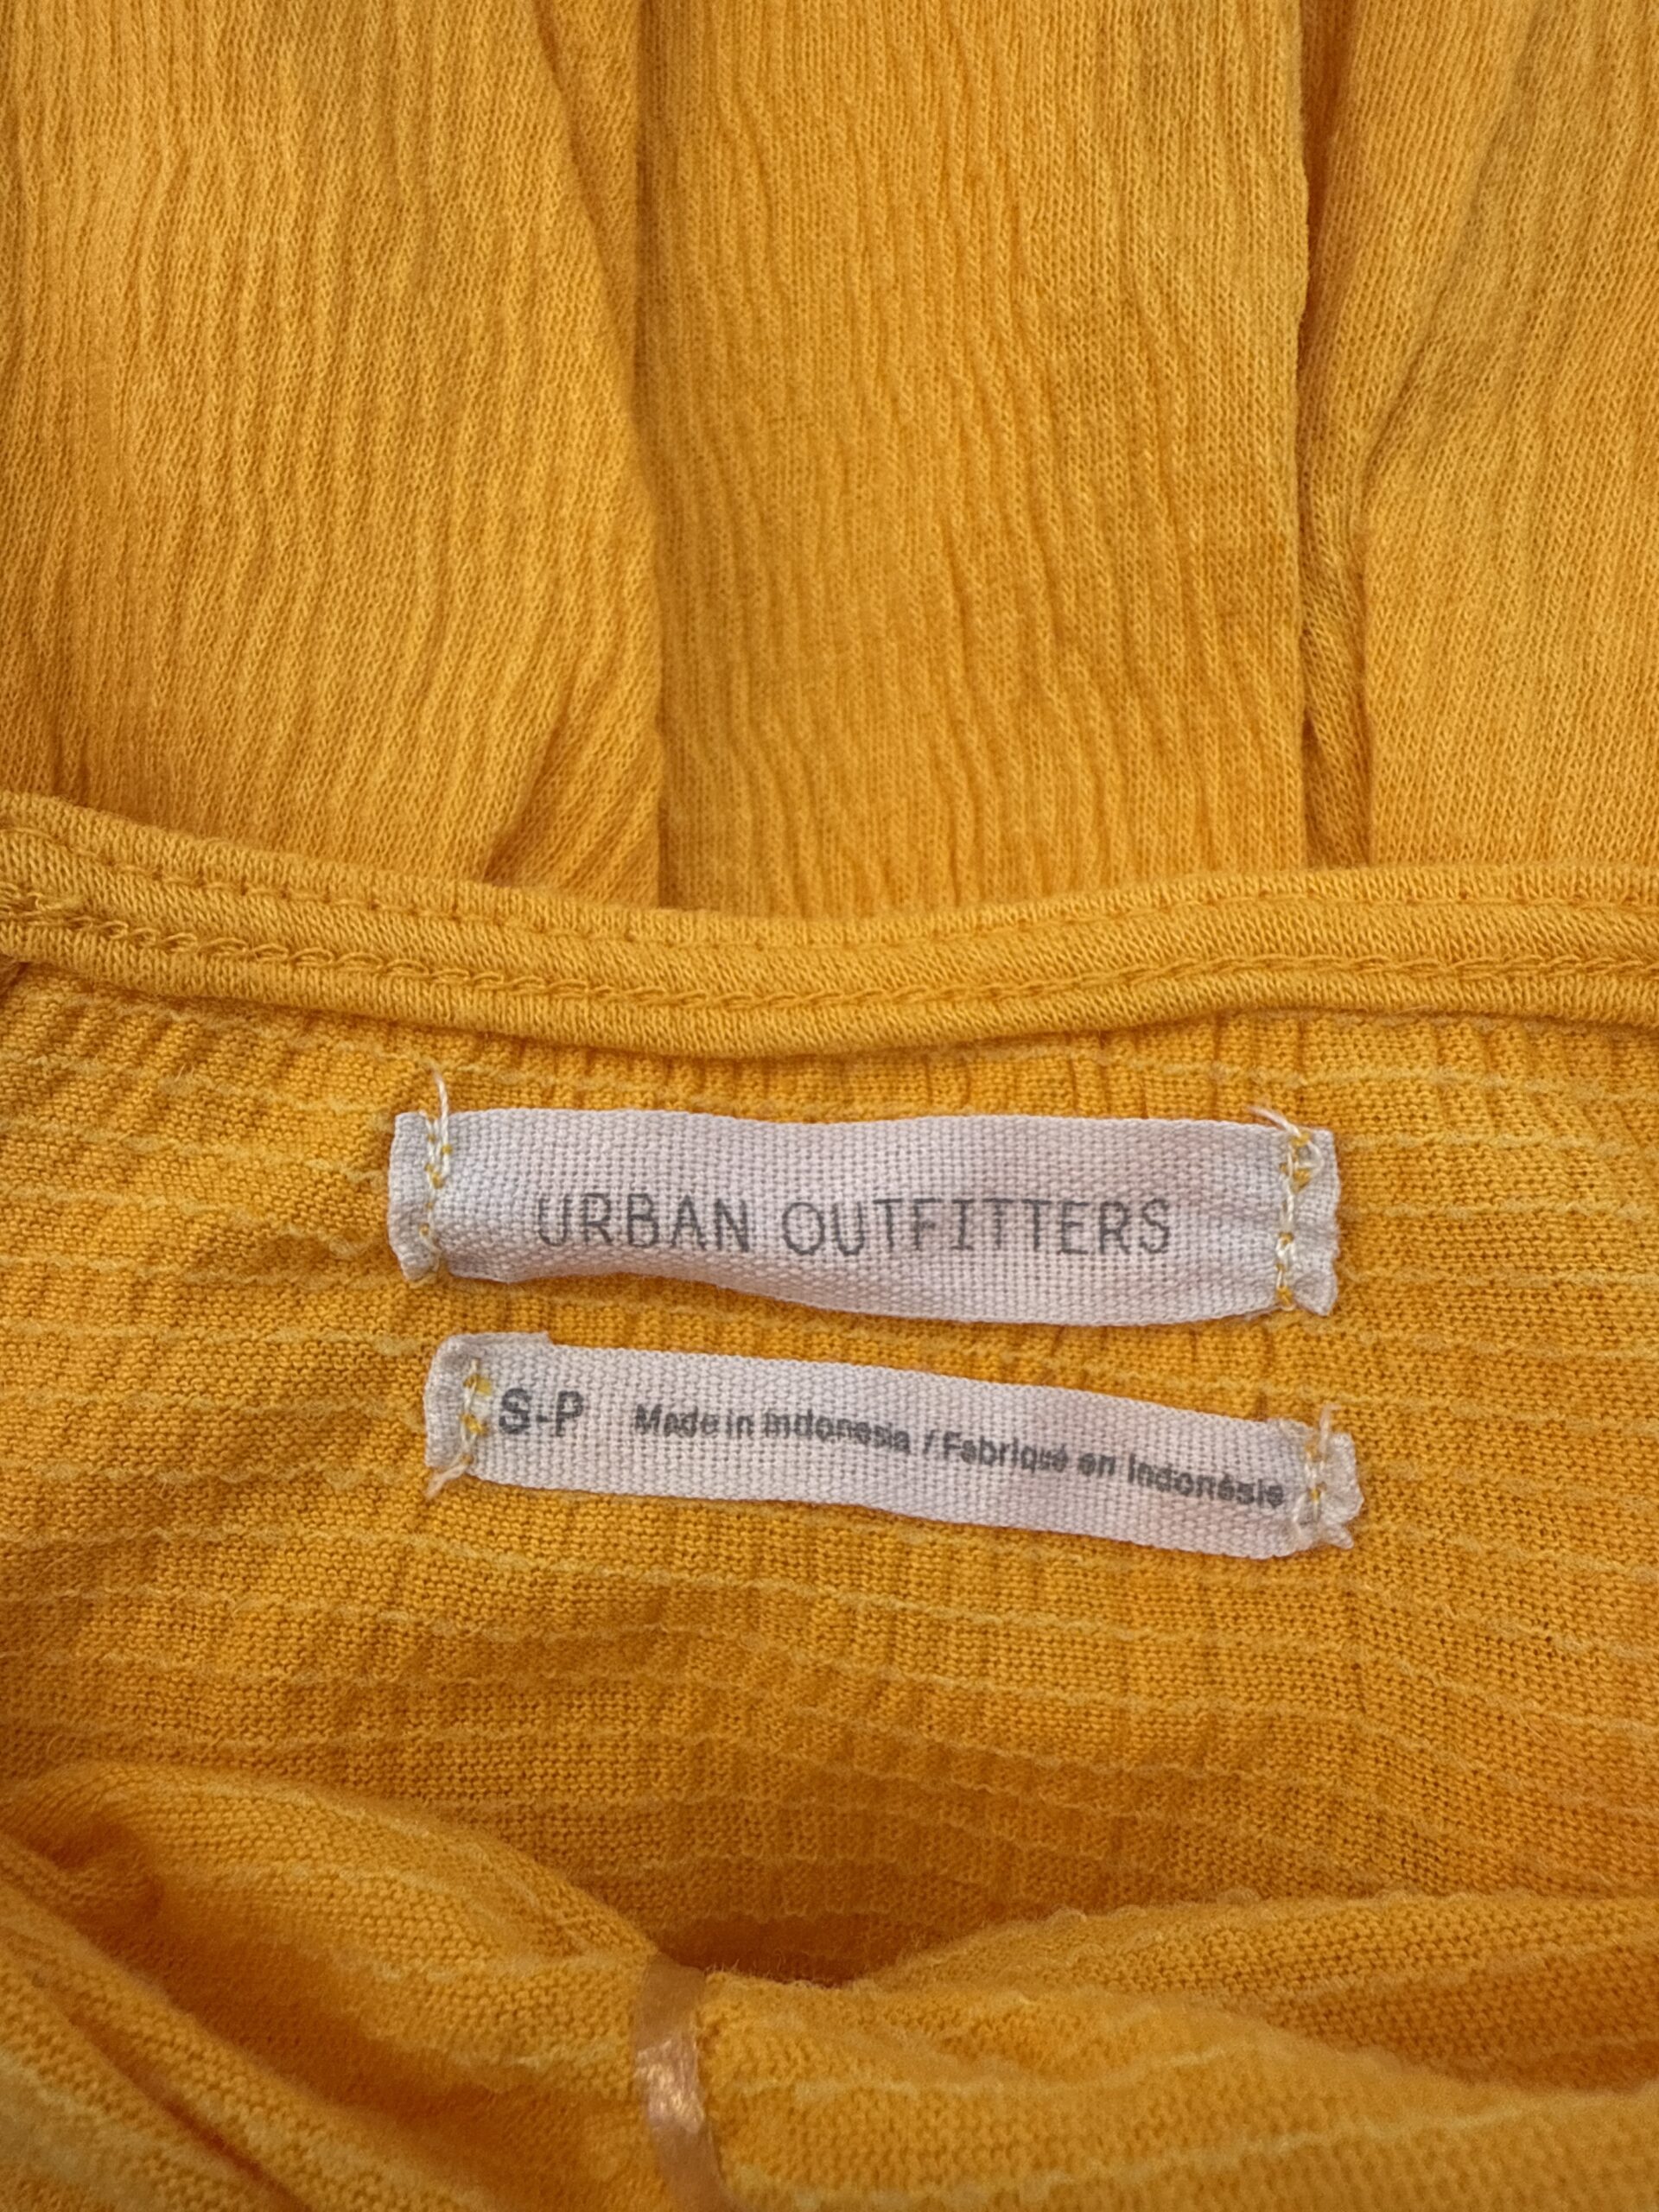 URBAN OUTFITTERS
S-P Made in Indonesia / Fabriqué en Indonésie